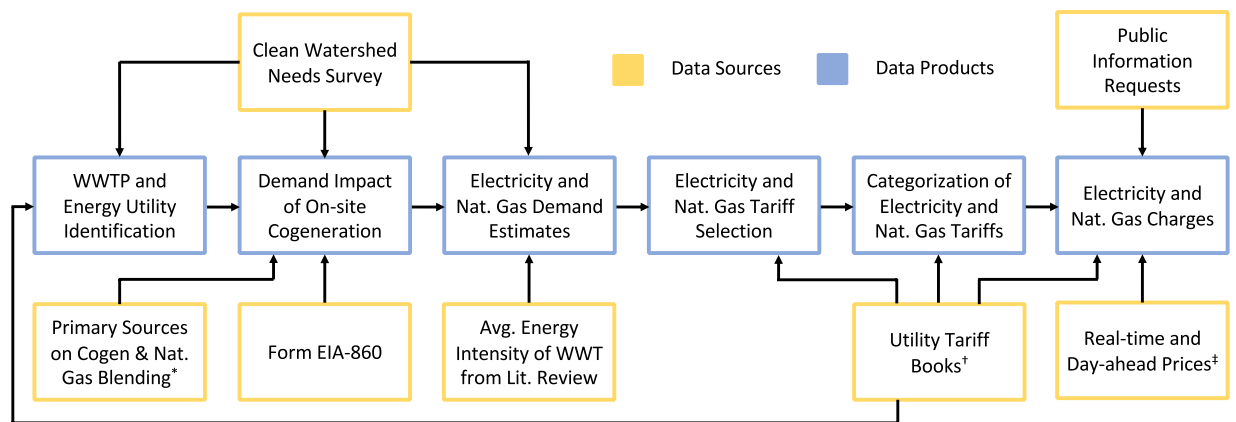 Clean Watershed
Needs Survey
Data Sources
Data Products
Public
Information
Requests
WWTP and
Energy Utility
Identification
Demand Impact
of On-site
Cogeneration
Electricity and
Nat. Gas Demand
Estimates
Electricity and
Nat. Gas Tariff
Selection
Categorization of
Electricity and
Nat. Gas Tariffs
Electricity and
Nat. Gas Charges
Primary Sources
on Cogen & Nat.
Gas Blending*
Form EIA-860
Avg. Energy
Intensity of WWT
from Lit. Review
Utility Tariff
Books†
Real-time and
Day-ahead Prices‡